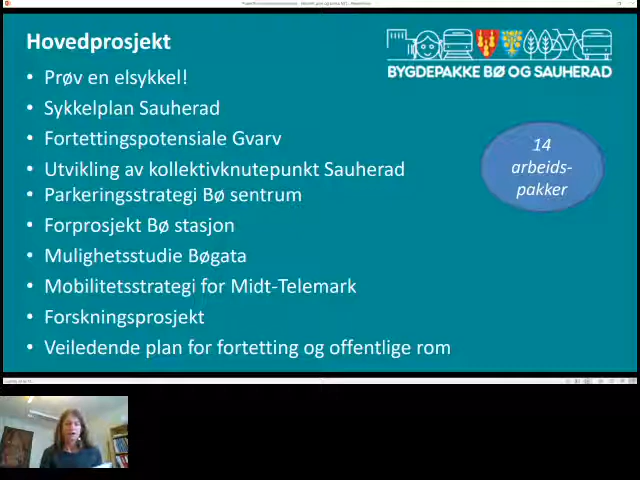 Hovedprosjekt
BYGDEPAKKE BØ OG SAUHERAD
• Prøv en elsykkel!
• Sykkelplan Sauherad
• Fortettingspotensiale Gvarv
• Utvikling av kollektivknutepunkt Sauherad
• Parkeringsstrategi Bø sentrum
• Forprosjekt Bø stasjon
• Mulighetsstudie Bøgata
• Mobilitetsstrategi for Midt-Telemark
• Forskningsprosjekt
• Veiledende plan for fortetting og offentlige rom
14
arbeids-
pakker